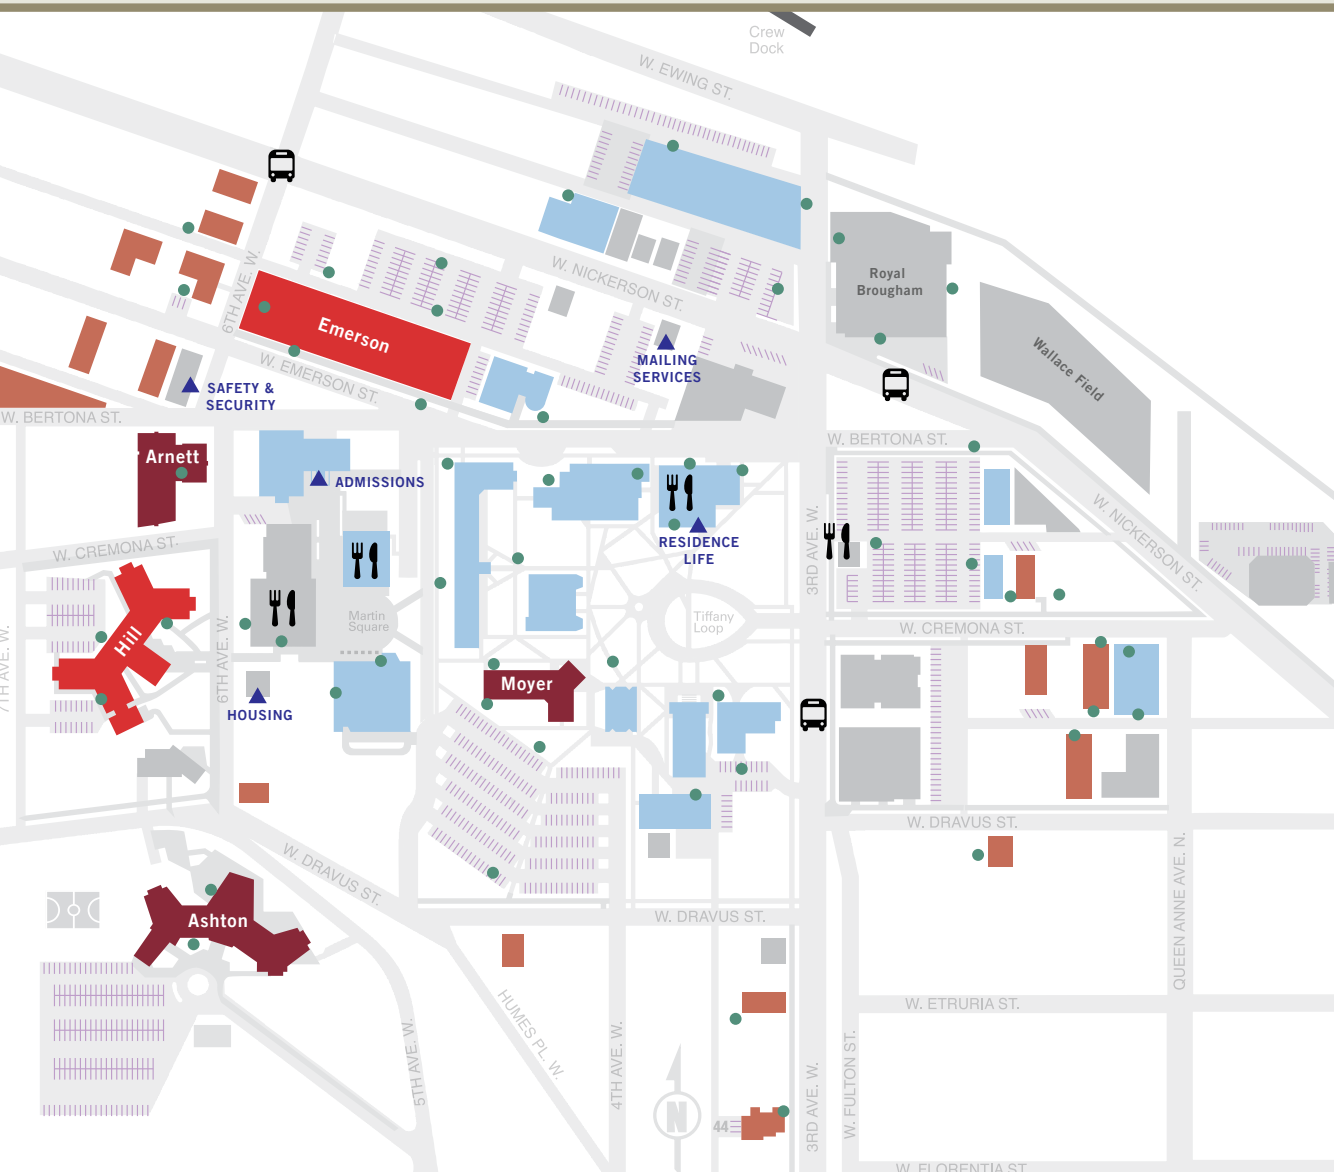 Crew
Dock
W. EWING ST.
W. NICKERSON ST.
Royal
Brougham
Wallace Field
6TH AVE. W.
Emerson
W. EMERSON ST.
MAILING
SERVICES
SAFETY &
SECURITY
W. BERTONA ST.
W. BERTONA ST.
Arnett
ADMISSIONS
RESIDENCE
LIFE
3RD AVE. W.
W. NICKERSON ST.
W. CREMONA ST.
Hill
Martin
Square
Tiffany
Loop
W. CREMONA ST.
7TH AVE. W.
6TH AVE. W.
Moyer
HOUSING
W. DRAVUS ST.
W. DRAVUS ST.
QUEEN ANNE AVE. N.
Ashton
W. DRAVUS ST.
W. ETRURIA ST.
HUMES PL. W.
5TH AVE. W.
4TH AVE. W.
3RD AVE. W.
W. FULTON ST.
N
44
W. FLORENTIA ST.